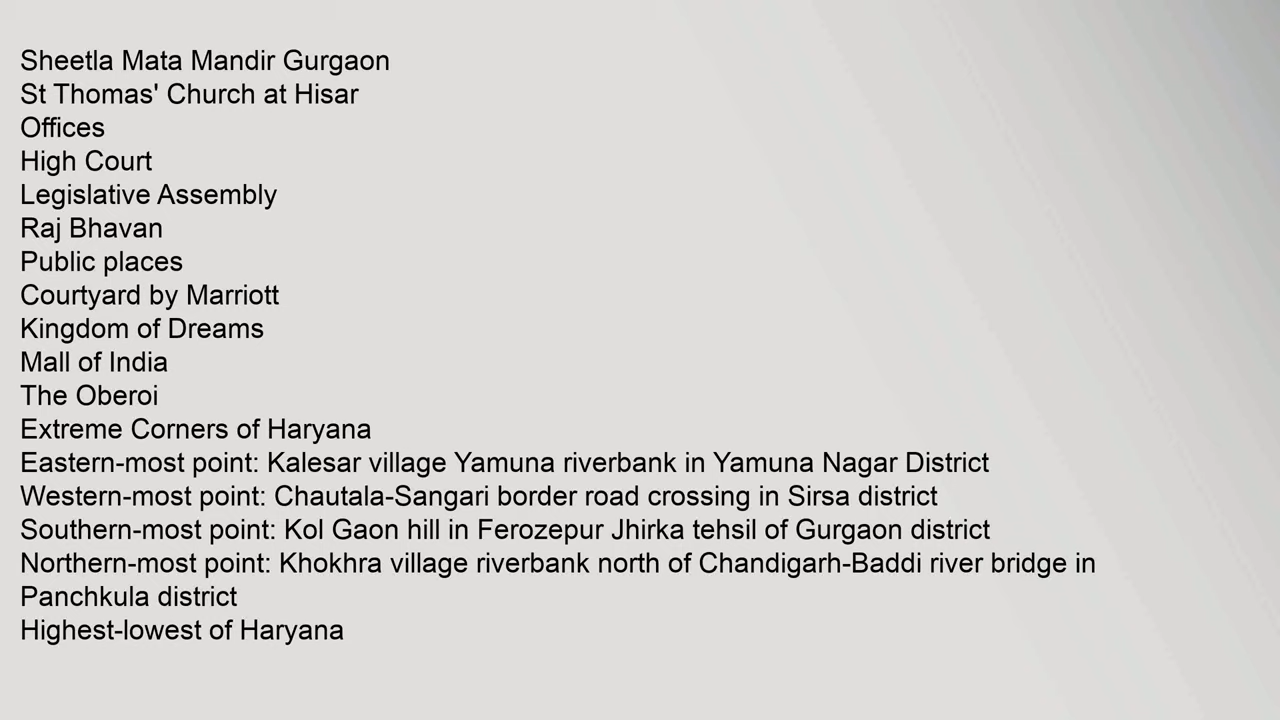 Sheetla Mata Mandir Gurgaon
St Thomas' Church at Hisar
Offices
High Court
Legislative Assembly
Raj Bhavan
Public places
Courtyard by Marriott
Kingdom of Dreams
Mall of India
The Oberoi
Extreme Corners of Haryana
Eastern-most point: Kalesar village Yamuna riverbank in Yamuna Nagar District
Western-most point: Chautala-Sangari border road crossing in Sirsa district
Southern-most point: Kol Gaon hill in Ferozepur Jhirka tehsil of Gurgaon district
Northern-most point: Khokhra village riverbank north of Chandigarh-Baddi river bridge in
Panchkula district
Highest-lowest of Haryana